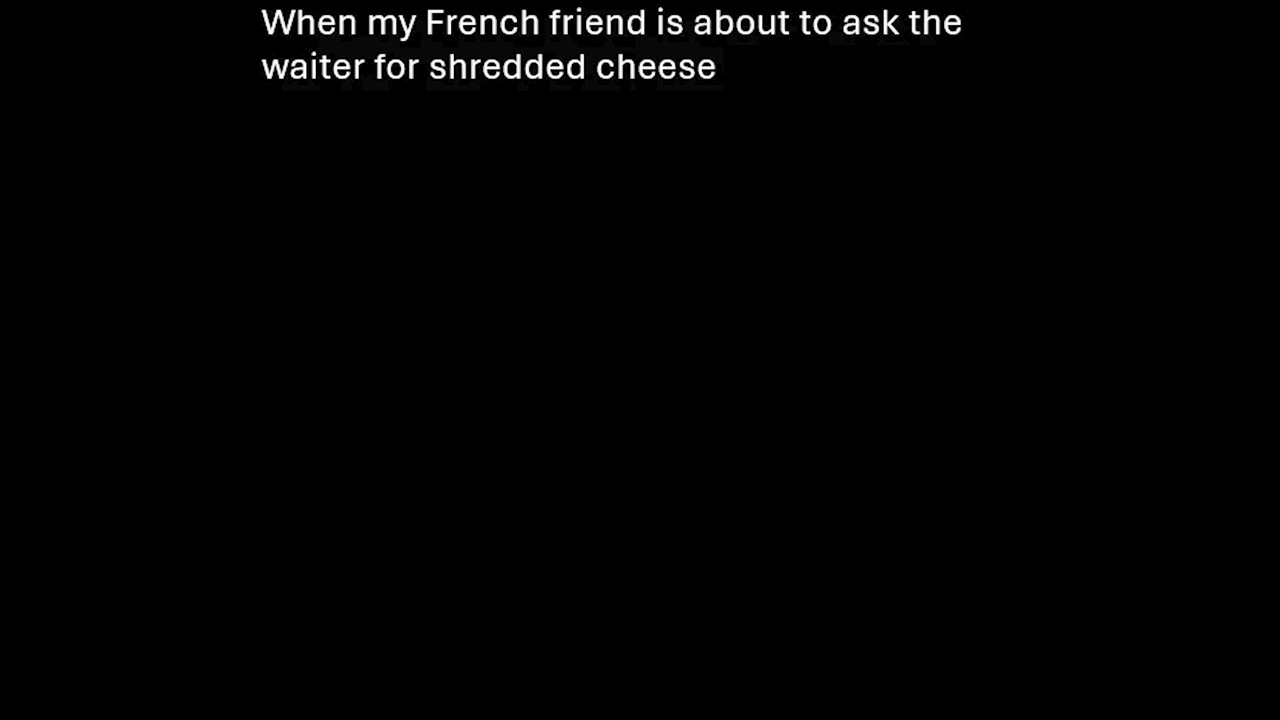 When my French friend is about to ask the
waiter for shredded cheese